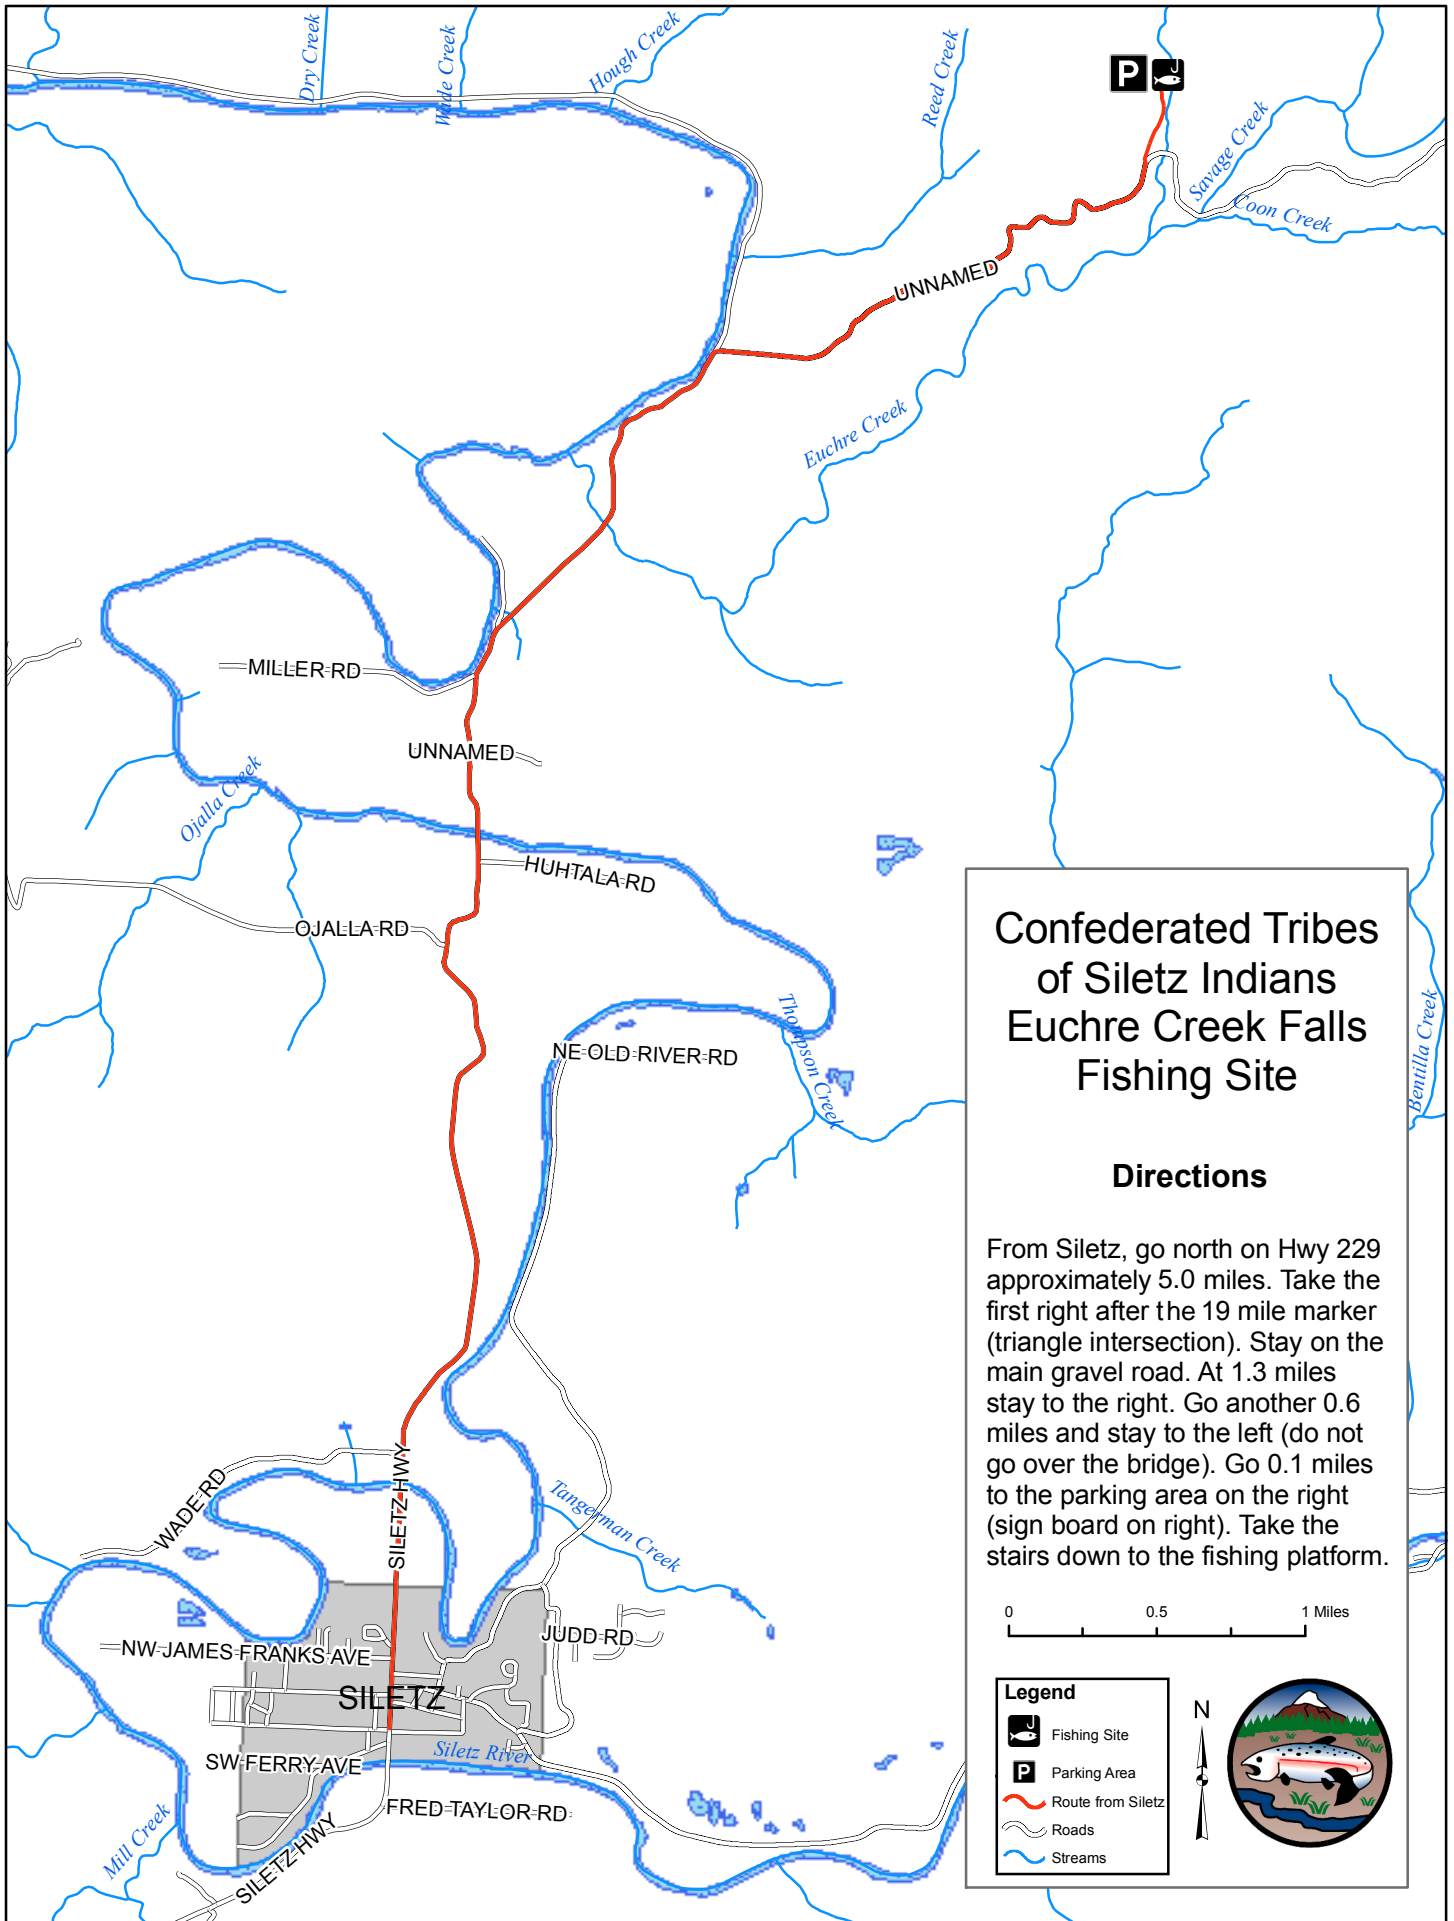 Dry Creek
Wade Creek
Hough Creek
Reed Creek
P
Savage Creek
Coon Creek
UNNAMED
Euchre Creek
MILLER RD
UNNAMED
Ojalla Creek
HUHTALA RD
OJALLA RD
Thompson Creek
NE OLD RIVER RD
Bentilla Creek
Confederated Tribes
of Siletz Indians
Euchre Creek Falls
Fishing Site
Directions
From Siletz, go north on Hwy 229
approximately 5.0 miles. Take the
first right after the 19 mile marker
(triangle intersection). Stay on the
main gravel road. At 1.3 miles
stay to the right. Go another 0.6
miles and stay to the left (do not
go over the bridge). Go 0.1 miles
to the parking area on the right
(sign board on right). Take the
stairs down to the fishing platform.
0 0.5 1 Miles
Legend
Fishing Site
P Parking Area
Route from Siletz
Roads
Streams
N
WADE RD
SILETZ HWY
Tangerman Creek
NW JAMES FRANKS AVE
JUDD RD
SILETZ
SW FERRY AVE
Siletz River
FRED TAYLOR RD
Mill Creek
SILETZ HWY